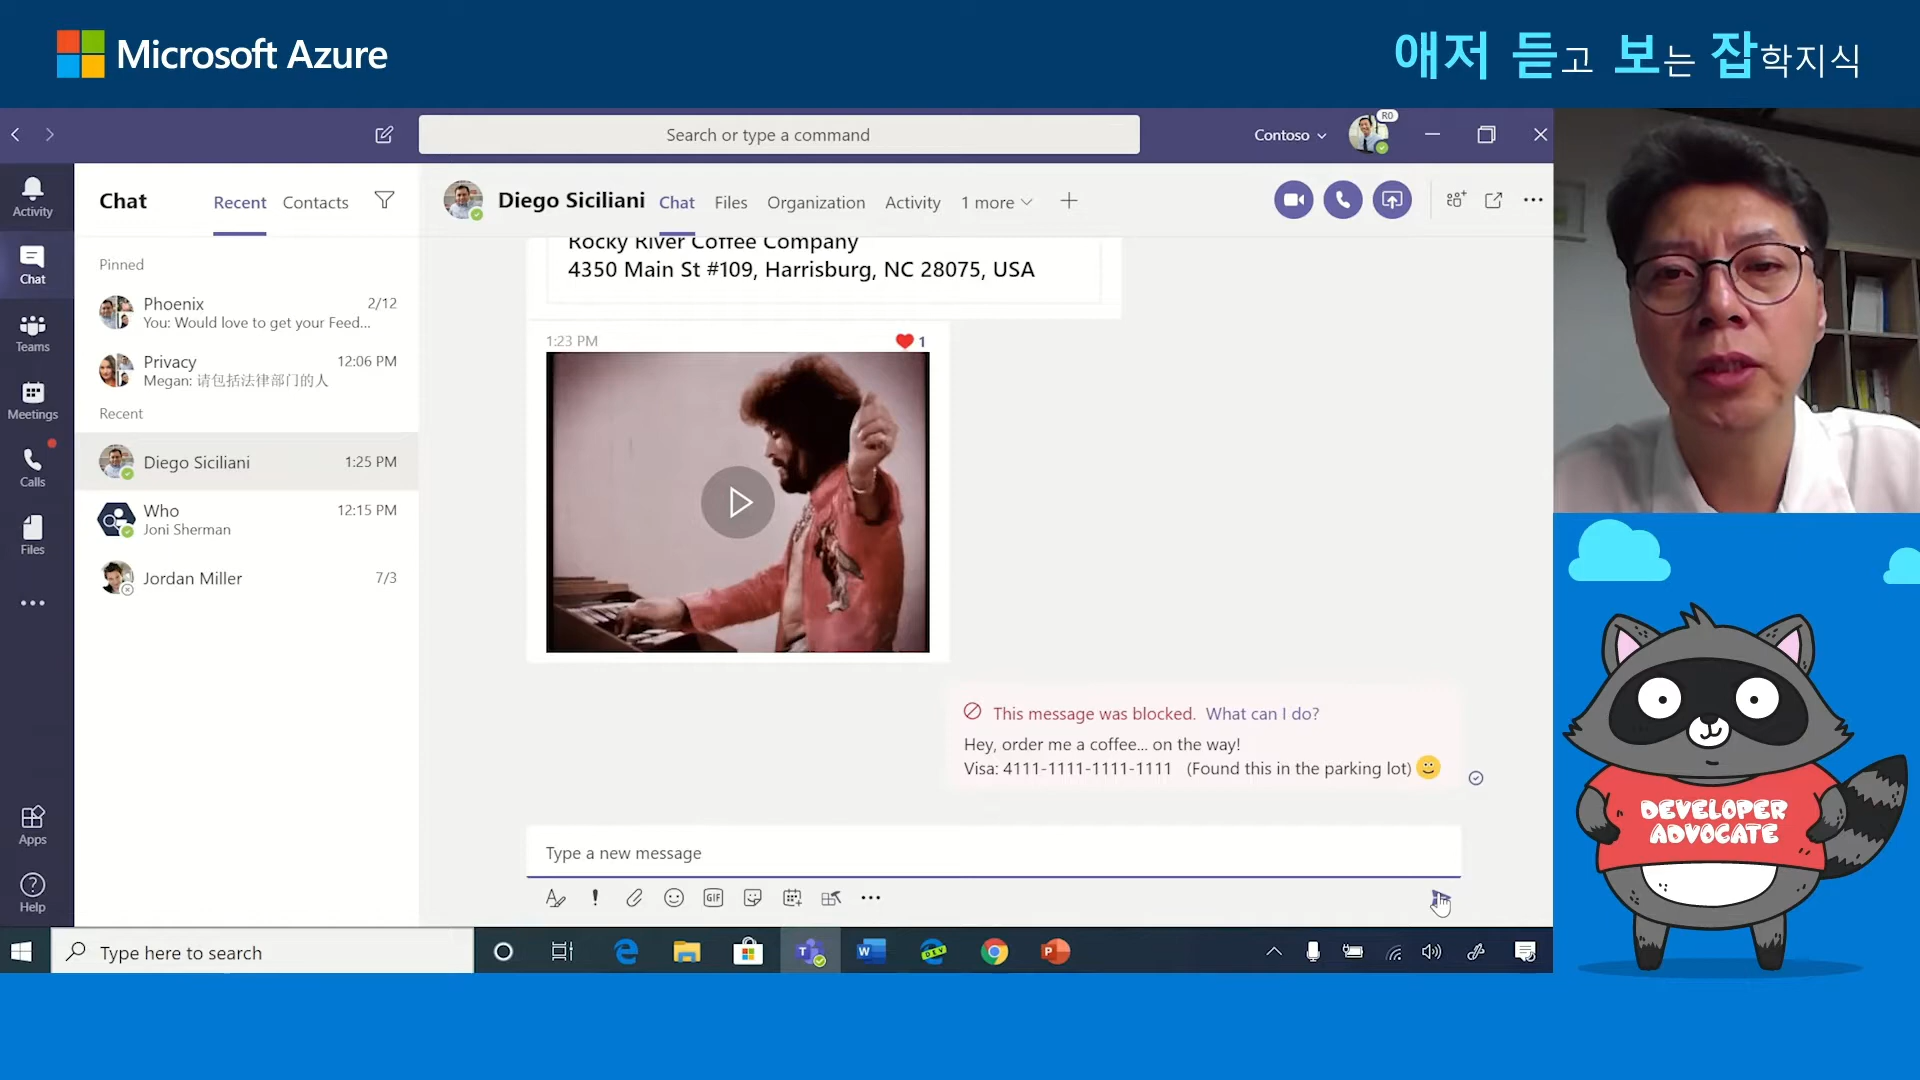 Microsoft Azure
애저 듣고 보는 잡학지식
Search or type a command
Contoso
RO
Activity
Chat
Teams
Meetings
Calls
Files
Apps
Help
Chat
Recent
Contacts
Pinned
Phoenix
2/12
You: Would love to get your Feed...
Privacy
12:06 PM
Megan: 请包括法律部门的人
Recent
Diego Siciliani
1:25 PM
Who
12:15 PM
Joni Sherman
Jordan Miller
7/3
Diego Siciliani
Chat
Files
Organization
Activity
1 more
Rocky River Coffee Company
4350 Main St #109, Harrisburg, NC 28075, USA
1:23 PM
1
This message was blocked. What can I do?
Hey, order me a coffee... on the way!
Visa: 4111-1111-1111-1111 (Found this in the parking lot)
Type a new message
GIF
Type here to search
DEV
DEVELOPER
ADVOCATE